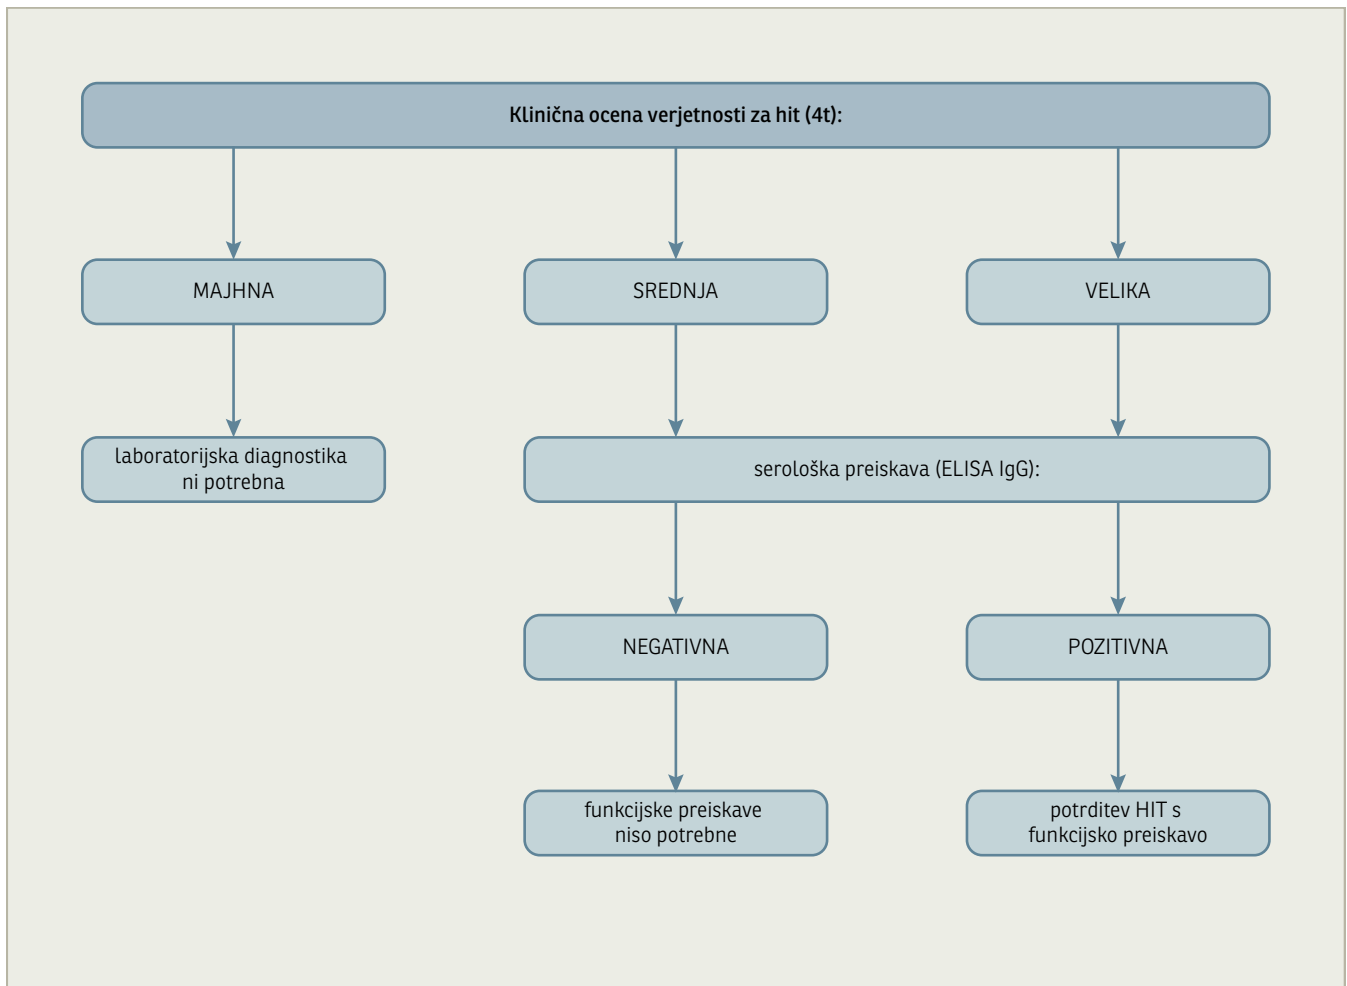 Klinična ocena verjetnosti za hit (4t):
MAJHNA
SREDNJA
VELIKA
laboratorijska diagnostika
ni potrebna
serološka preiskava (ELISA IgG):
NEGATIVNA
POZITIVNA
funkcijske preiskave
niso potrebne
potrditev HIT s
funkcijsko preiskavo